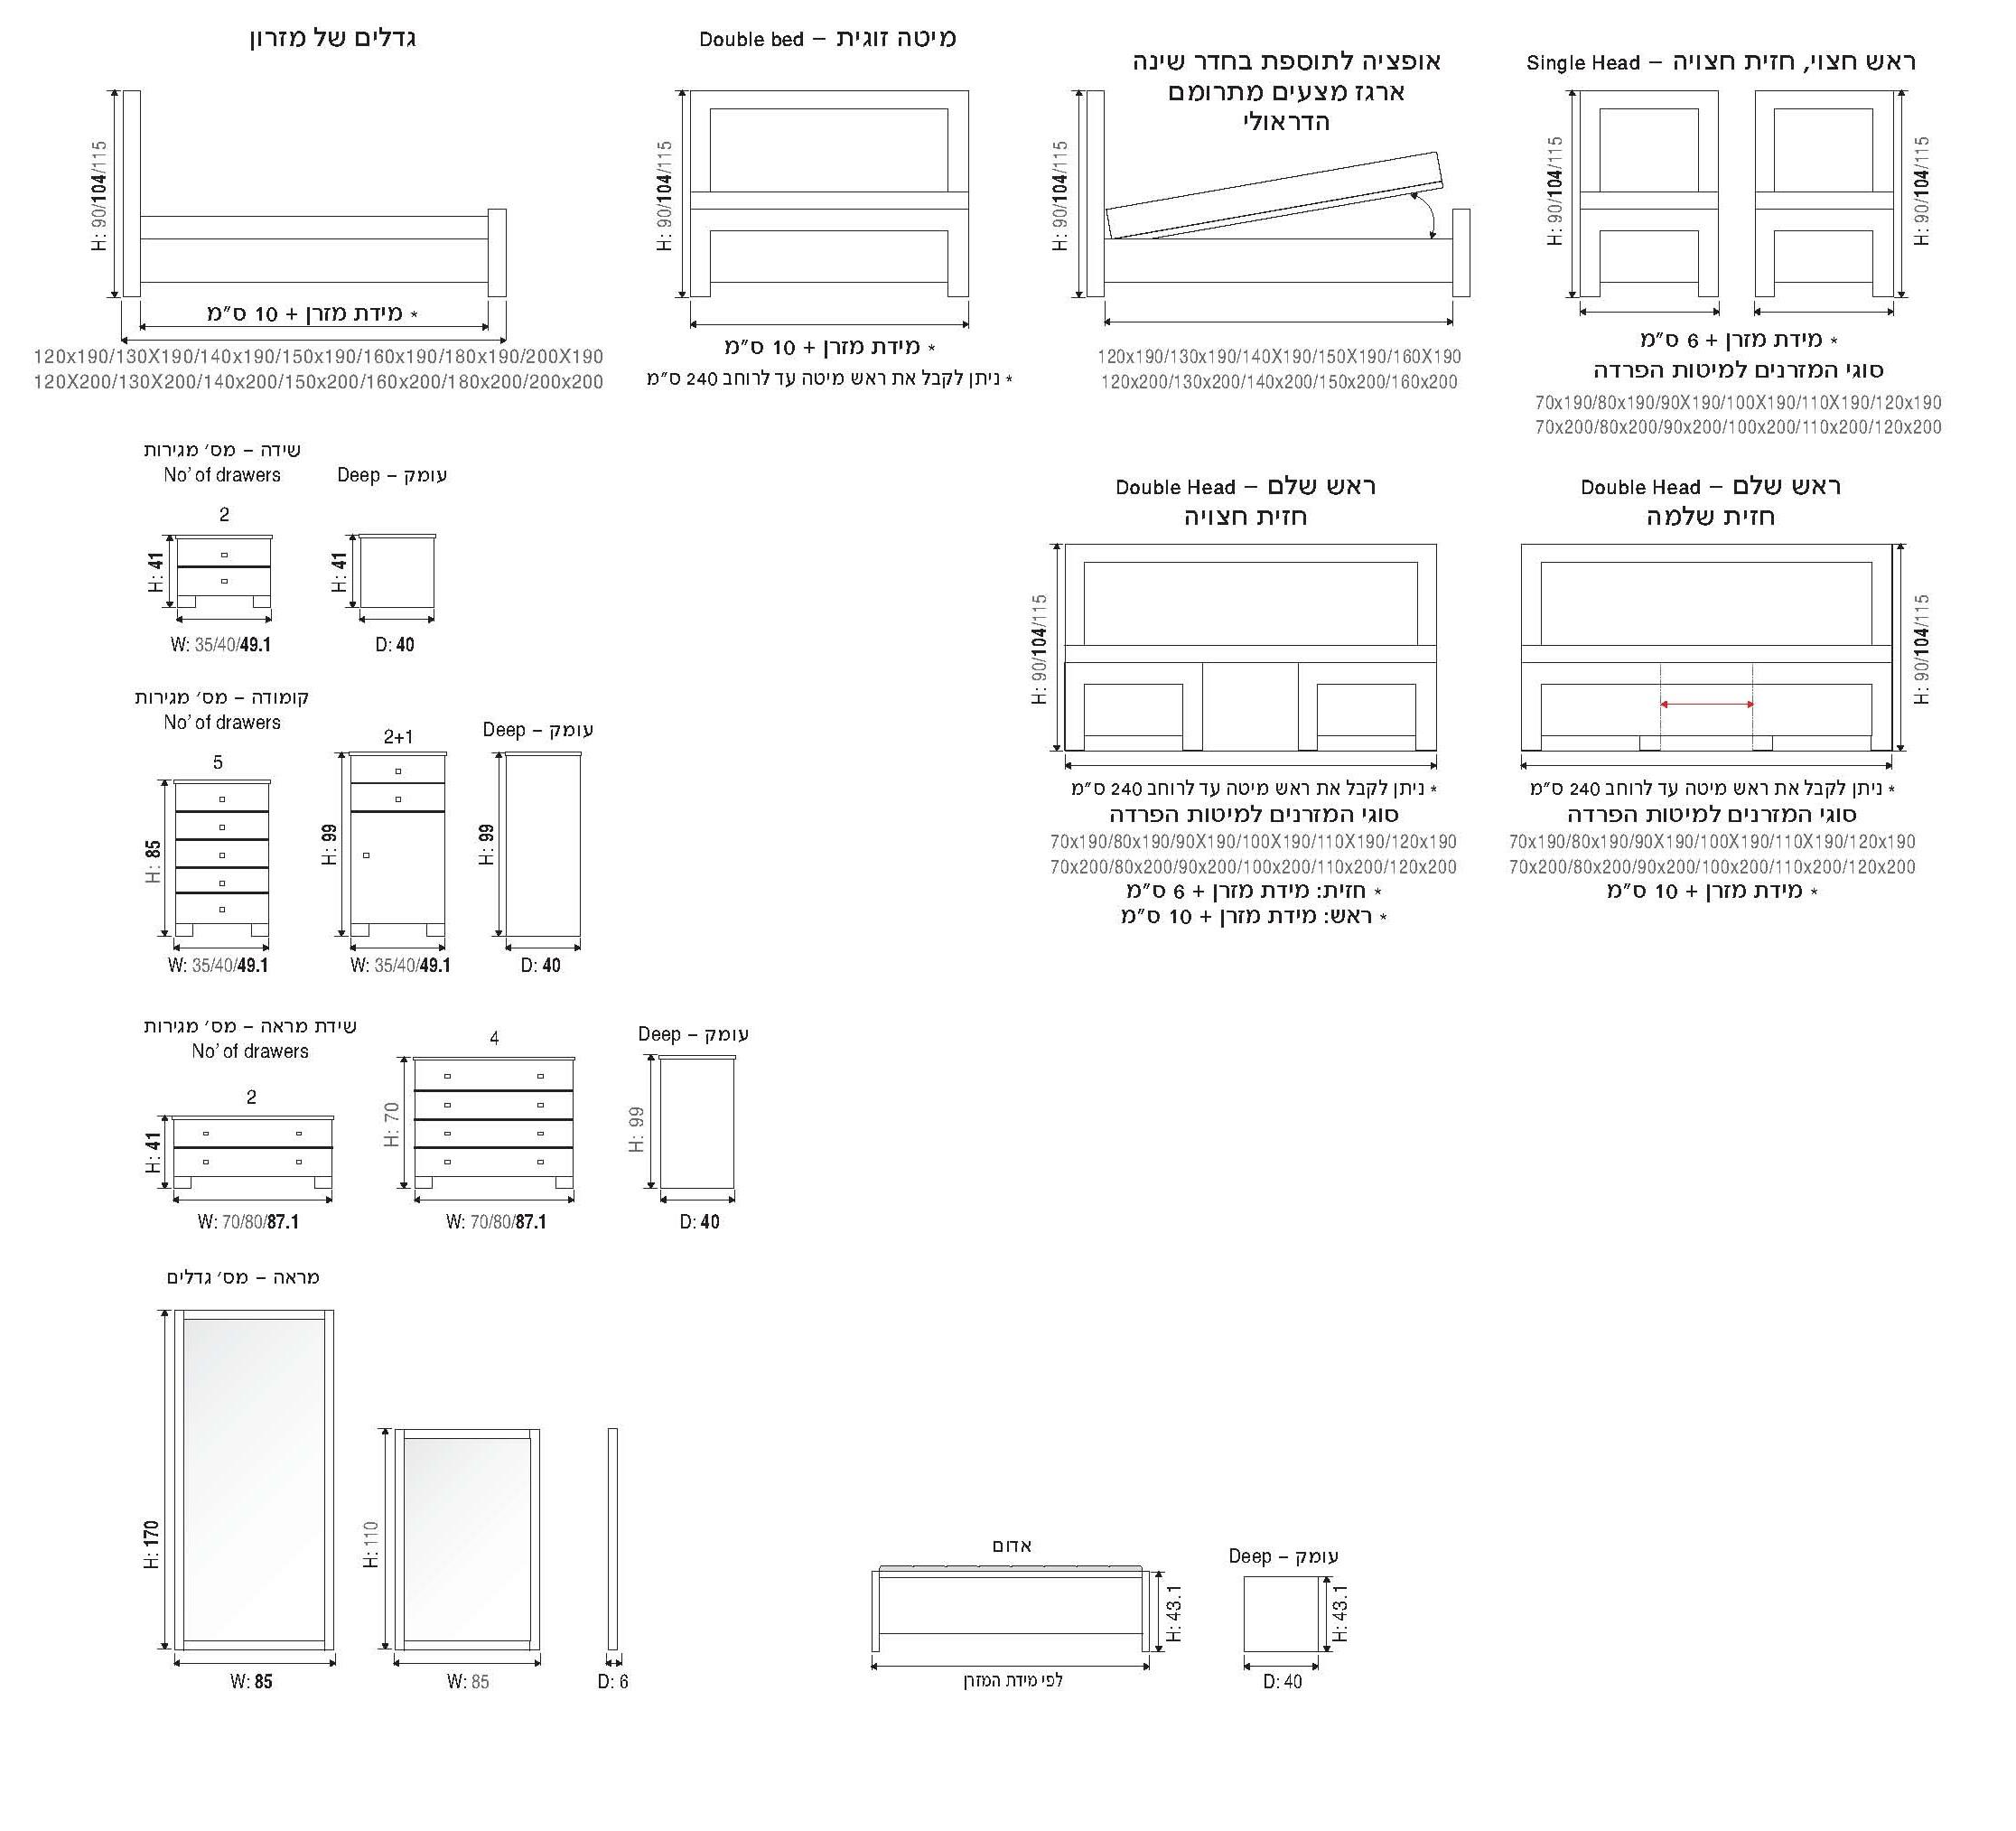 גדלים של מזרון
H: 90/104/115
* מידת מזרן + 10 ס"מ
120x190/130X190/140x190/150x190/160x190/180x190/200X190
120X200/130X200/140x200/150x200/160x200/180x200/200x200
מיטה זוגית – Double bed
H: 90/104/115
* מידת מזרן + 10 ס"מ
* ניתן לקבל את ראש מיטה עד לרוחב 240 ס"מ
אופציה לתוספת בחדר שינה
ארגז מצעים מתרומם
הדראולי
H: 90/104/115
120x190/130x190/140X190/150X190/160X190
120x200/130x200/140x200/150x200/160x200
ראש חצוי, חזית חצויה – Single Head
H: 90/104/115
H: 90/104/115
* מידת מזרן + 6 ס"מ
סוגי המזרנים למיטות הפרדה
70x190/80x190/90X190/100X190/110X190/120x190
70x200/80x200/90x200/100x200/110x200/120x200
שידה – מס' מגירות
No' of drawers
2
H: 41
W: 35/40/49.1
עומק – Deep
H: 41
D: 40
ראש שלם – Double Head
חזית חצויה
H: 90/104/115
* ניתן לקבל את ראש מיטה עד לרוחב 240 ס"מ
סוגי המזרנים למיטות הפרדה
70x190/80x190/90X190/100X190/110X190/120x190
70x200/80x200/90x200/100x200/110x200/120x200
* חזית: מידת מזרן + 6 ס"מ
* ראש: מידת מזרן + 10 ס"מ
ראש שלם – Double Head
חזית שלמה
H: 90/104/115
* ניתן לקבל את ראש מיטה עד לרוחב 240 ס"מ
סוגי המזרנים למיטות הפרדה
70x190/80x190/90X190/100X190/110X190/120x190
70x200/80x200/90x200/100x200/110x200/120x200
* מידת מזרן + 10 ס"מ
קומודה – מס' מגירות
No' of drawers
5
H: 85
W: 35/40/49.1
2+1
H: 99
W: 35/40/49.1
עומק – Deep
H: 99
D: 40
שידת מראה – מס' מגירות
No' of drawers
2
H: 41
W: 70/80/87.1
4
H: 70
W: 70/80/87.1
עומק – Deep
H: 99
D: 40
מראה – מס' גדלים
H: 170
W: 85
H: 110
W: 85
D: 6
אדום
H: 43.1
לפי מידת המזרן
עומק – Deep
H: 43.1
D: 40